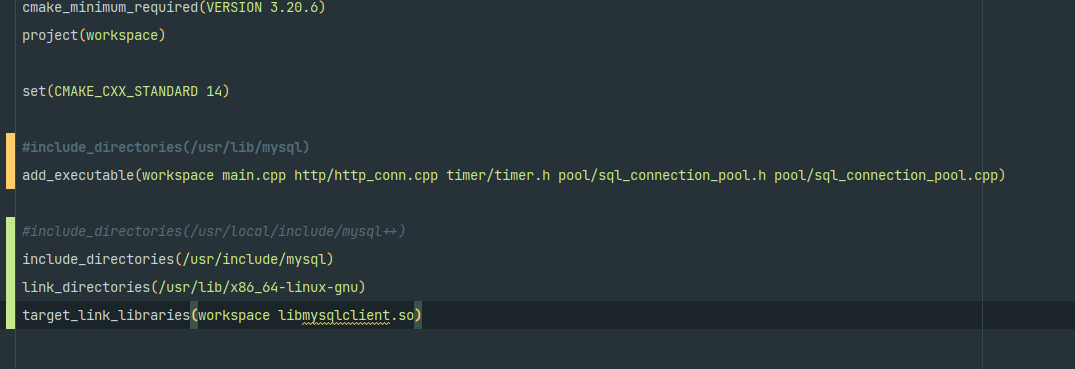 cmake_minimum_required(VERSION 3.20.6)
project(workspace)
set(CMAKE_CXX_STANDARD 14)
#include_directories(/usr/lib/mysql)
add_executable(workspace main.cpp http/http_conn.cpp timer/timer.h pool/sql_connection_pool.h pool/sql_connection_pool.cpp)
#include_directories(/usr/local/include/mysql++)
include_directories(/usr/include/mysql)
link_directories(/usr/lib/x86_64-linux-gnu)
target_link_libraries(workspace libmysqlclient.so)